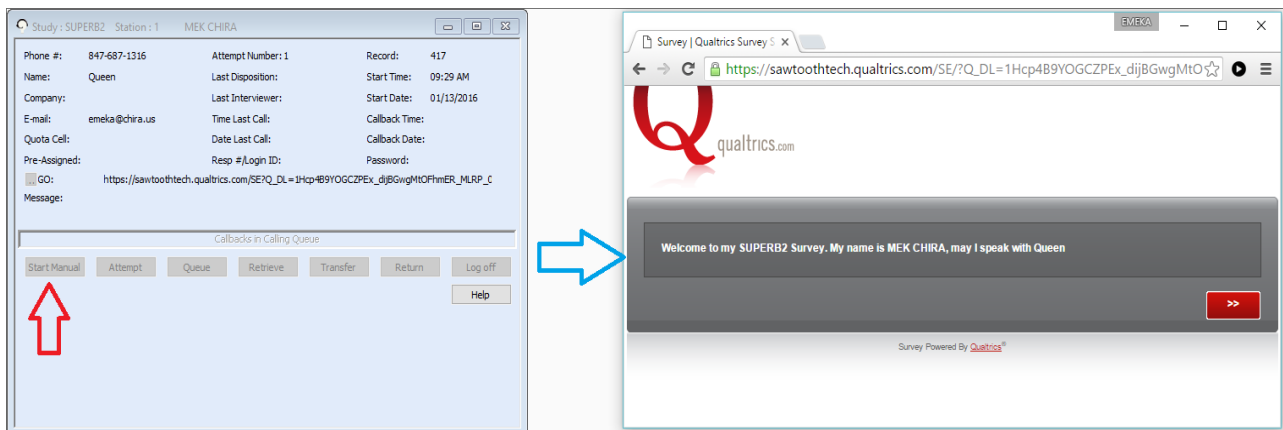 Study : SUPERB2 Station : 1 MEK CHIRA
Phone #: 847-687-1316 Attempt Number: 1 Record: 417
Name: Queen Last Disposition: Start Time: 09:29 AM
Company: Last Interviewer: Start Date: 01/13/2016
E-mail: emeka@chira.us Time Last Call: Callback Time:
Quota Cell: Date Last Call: Callback Date:
Pre-Assigned: Resp #/Login ID: Password:
... GO: https://sawtoothtech.qualtrics.com/SE?Q_DL=1Hcp4B9YOGCZPEx_dijBGwgMtOFhmER_MLRP_0
Message:
Callbacks in Calling Queue
Start Manual Attempt Queue Retrieve Transfer Return Log off
Help
EMEKA
Survey | Qualtrics Survey S
https://sawtoothtech.qualtrics.com/SE/?Q_DL=1Hcp4B9YOGCZPEx_dijBGwgMtO
Q
qualtrics.com
Welcome to my SUPERB2 Survey. My name is MEK CHIRA, may I speak with Queen
>>
Survey Powered By Qualtrics®